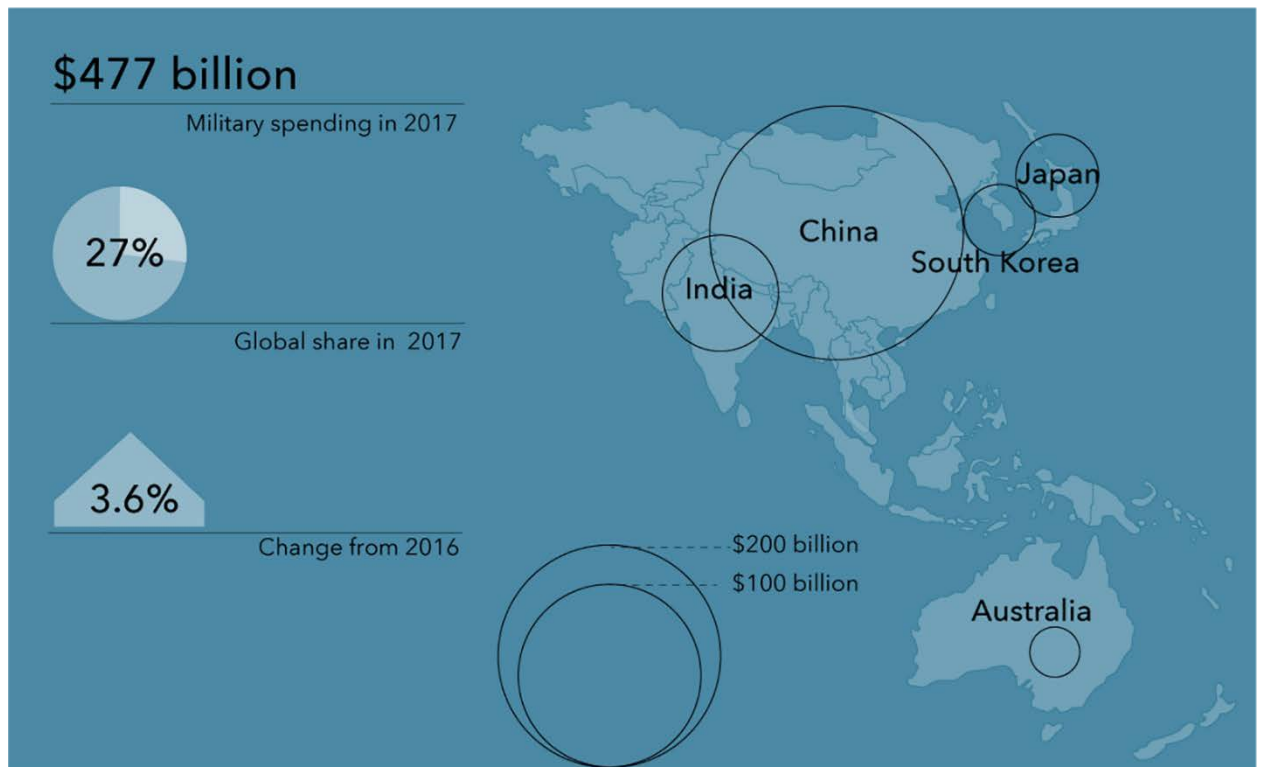 $477 billion
Military spending in 2017
27%
Global share in 2017
3.6%
Change from 2016
Japan
China
South Korea
India
$200 billion
$100 billion
Australia